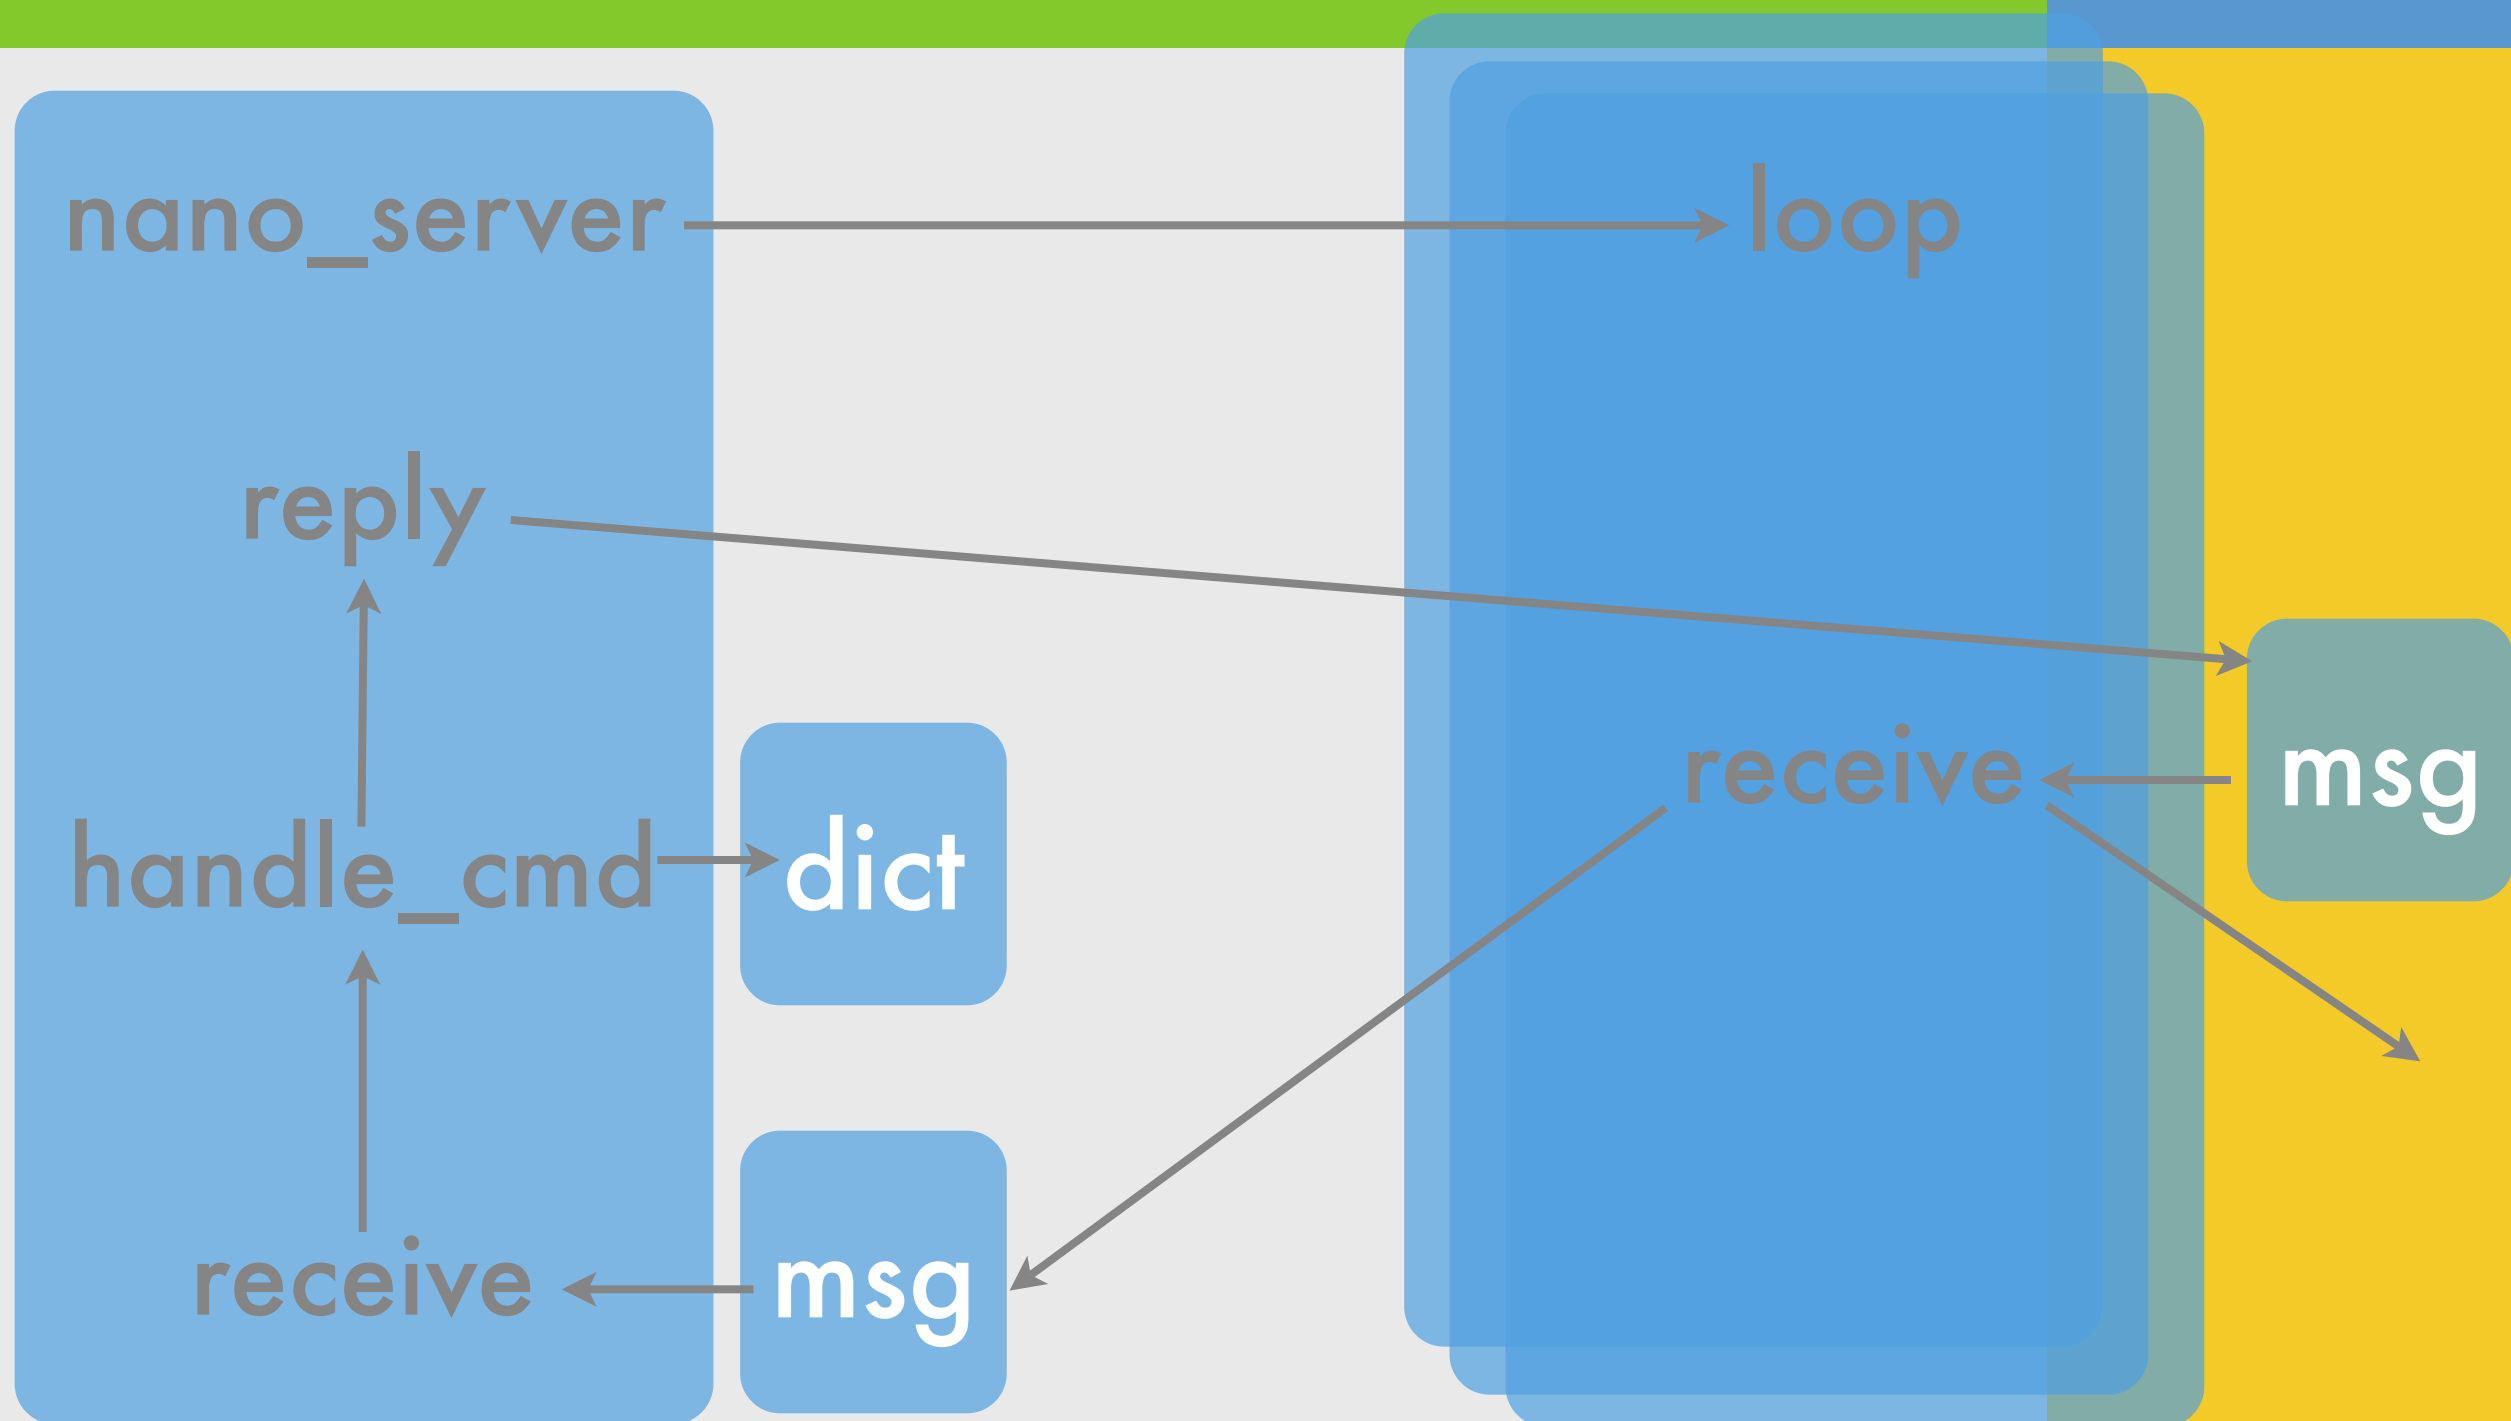 nano_server
loop
reply
receive
msg
handle_cmd
dict
receive
msg